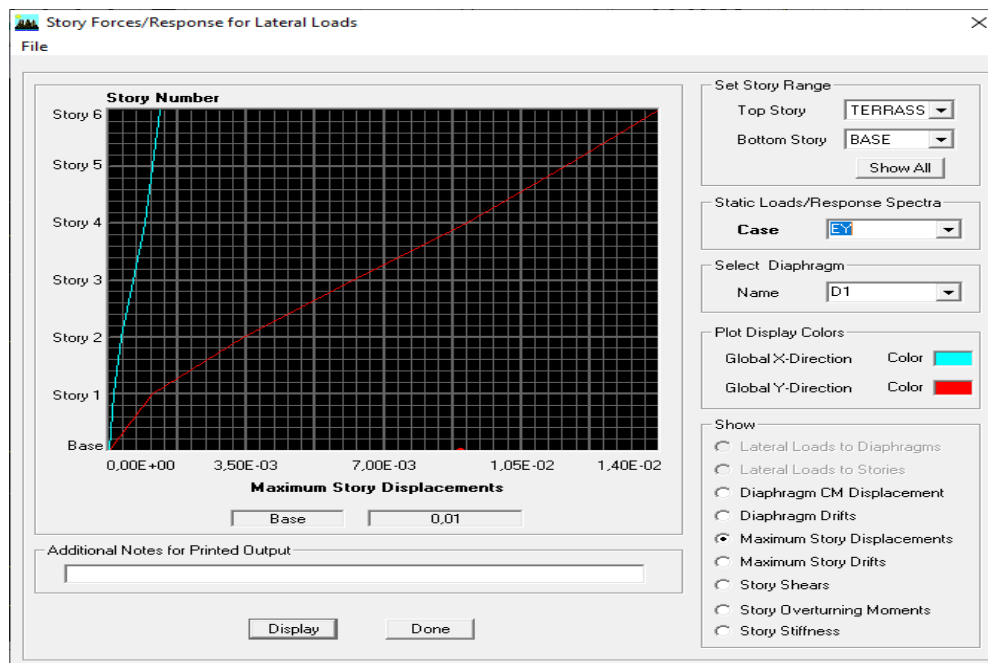 Story Forces/Response for Lateral Loads
File
Story Number
Story 6
Story 5
Story 4
Story 3
Story 2
Story 1
Base
0,00E+00 3,50E-03 7,00E-03 1,05E-02 1,40E-02
Maximum Story Displacements
Base 0,01
Additional Notes for Printed Output
Display Done
Set Story Range
Top Story TERRASS
Bottom Story BASE
Show All
Static Loads/Response Spectra
Case EY
Select Diaphragm
Name D1
Plot Display Colors
Global X-Direction Color
Global Y-Direction Color
Show
Lateral Loads to Diaphragms
Lateral Loads to Stories
Diaphragm CM Displacement
Diaphragm Drifts
Maximum Story Displacements
Maximum Story Drifts
Story Shears
Story Overturning Moments
Story Stiffness